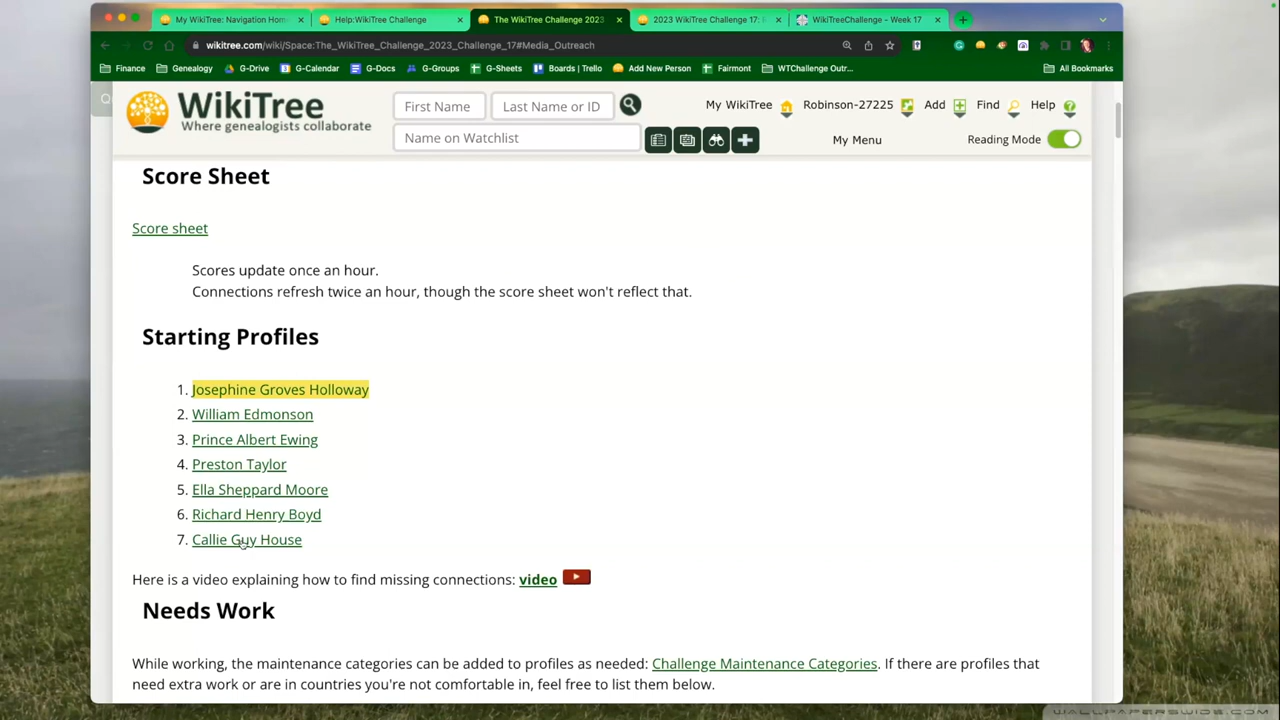 My WikiTree: Navigation Hom
Help:WikiTree Challenge
The WikiTree Challenge 2023
2023 WikiTree Challenge 17:
WikiTreeChallenge - Week 17
wikitree.com/wiki/Space:The_WikiTree_Challenge_2023_Challenge_17#Media_Outreach
Finance
Genealogy
G-Drive
G-Calendar
G-Docs
G-Groups
G-Sheets
Boards | Trello
Add New Person
Fairmont
WTChallenge Outr...
All Bookmarks
WikiTree
Where genealogists collaborate
First Name
Last Name or ID
Name on Watchlist
My WikiTree
Robinson-27225
Add
Find
Help
My Menu
Reading Mode
Score Sheet
Score sheet
Scores update once an hour.
Connections refresh twice an hour, though the score sheet won't reflect that.
Starting Profiles
1. Josephine Groves Holloway
2. William Edmonson
3. Prince Albert Ewing
4. Preston Taylor
5. Ella Sheppard Moore
6. Richard Henry Boyd
7. Callie Guy House
Here is a video explaining how to find missing connections: video
Needs Work
While working, the maintenance categories can be added to profiles as needed: Challenge Maintenance Categories. If there are profiles that
need extra work or are in countries you're not comfortable in, feel free to list them below.
WALLPAPERSWIDE.COM